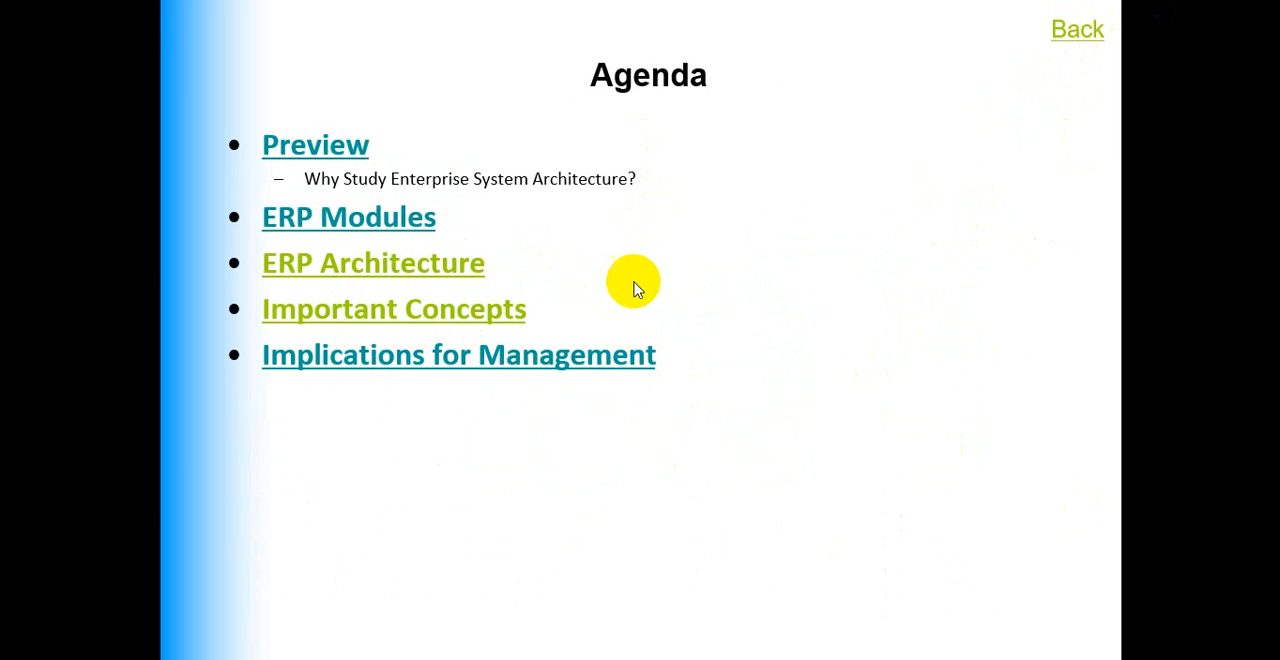 Back
Agenda
• Preview
– Why Study Enterprise System Architecture?
• ERP Modules
• ERP Architecture
• Important Concepts
• Implications for Management